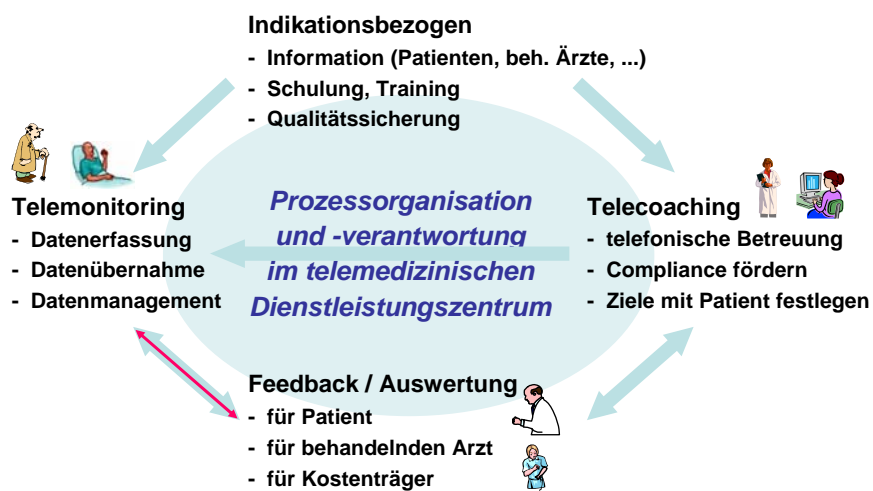 Indikationsbezogen
- Information (Patienten, beh. Ärzte, ...)
- Schulung, Training
- Qualitätssicherung
Telemonitoring
- Datenerfassung
- Datenübernahme
- Datenmanagement
Prozessorganisation
und -verantwortung
im telemedizinischen
Dienstleistungszentrum
Telecoaching
- telefonische Betreuung
- Compliance fördern
- Ziele mit Patient festlegen
Feedback / Auswertung
- für Patient
- für behandelnden Arzt
- für Kostenträger